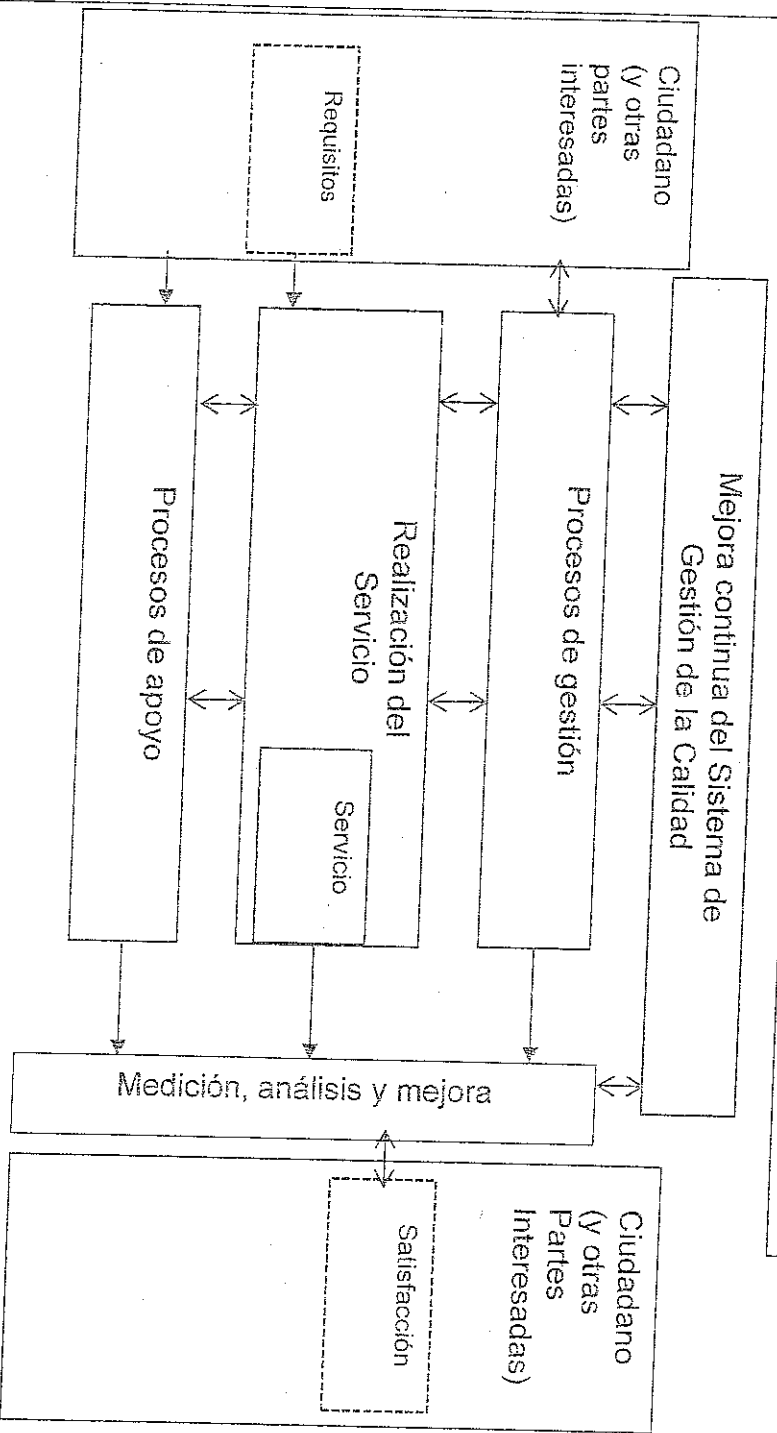 Mejora continua del Sistema de
Gestión de la Calidad
Ciudadano
(y otras
partes
interesadas)
Requisitos
Procesos de gestión
Realización del
Servicio
Servicio
Procesos de apoyo
Medición, análisis y mejora
Ciudadano
(y otras
Partes
Interesadas)
Satisfacción